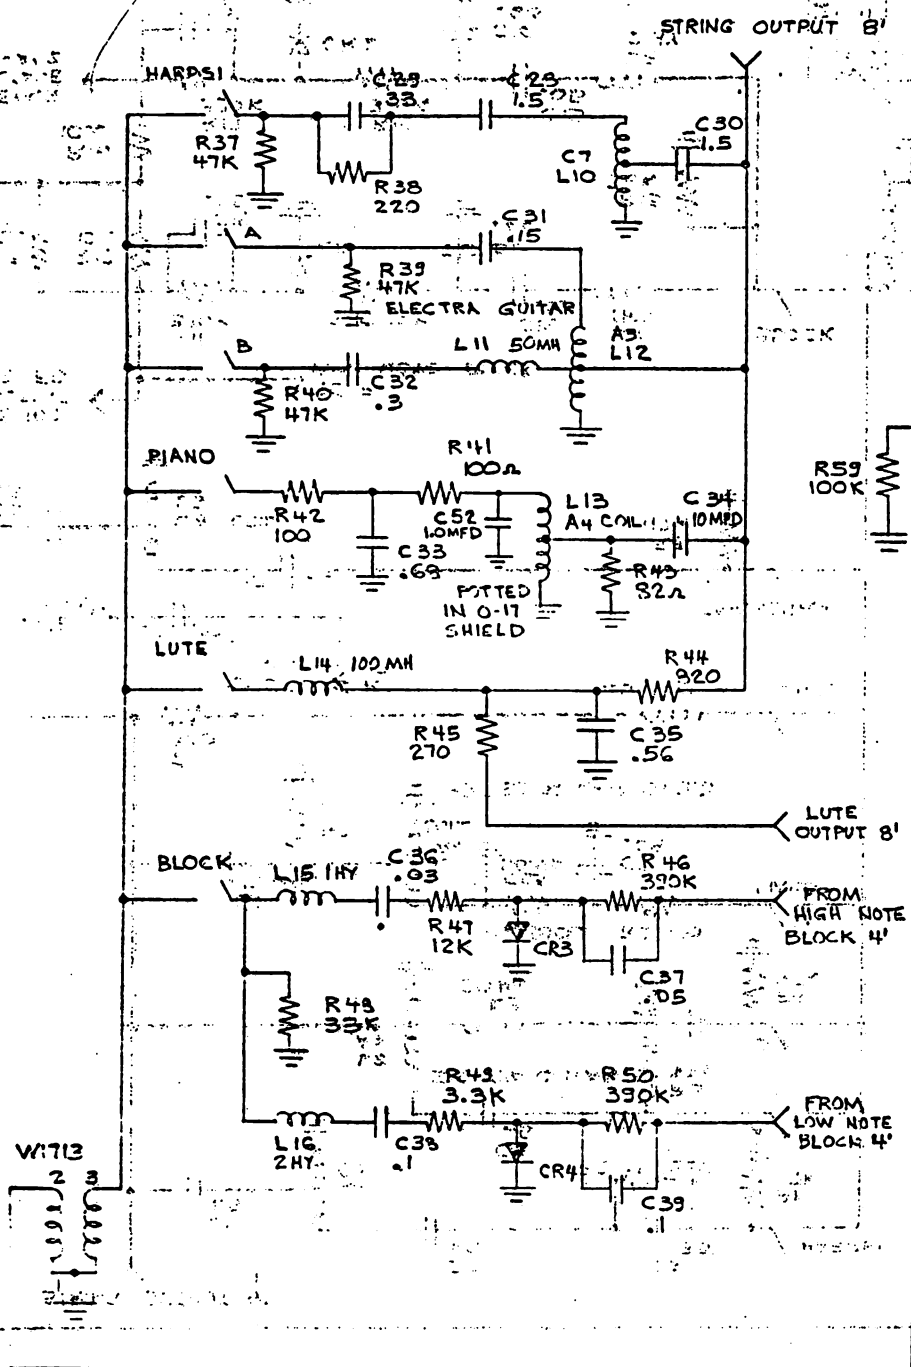 STRING OUTPUT 8'
HARPSI
C29
.33
1.5
C30
1.5
K
R37
47K
C7
L10
R38
220
C31
.15
A
R39
47K
ELECTRA GUITAR
A3
L12
L11 50MH
B
C32
.3
R40
47K
PIANO
R41
100Ω
R59
100K
R42
100
C52
1.0MFD
L13
A4 COIL
C34
10MFD
C33
.68
R43
82Ω
POTTED
IN O-17
SHIELD
LUTE
L14 100MH
R44
820
R45
270
C35
.56
LUTE
OUTPUT 8'
BLOCK
L15 1HY
C36
.03
R46
390K
FROM
HIGH NOTE
BLOCK 4'
R47
12K
CR3
C37
.05
R48
33K
R49
3.3K
R50
390K
FROM
LOW NOTE
BLOCK 4'
L16
2HY
C38
.1
CR4
C39
.1
W1713
2 3